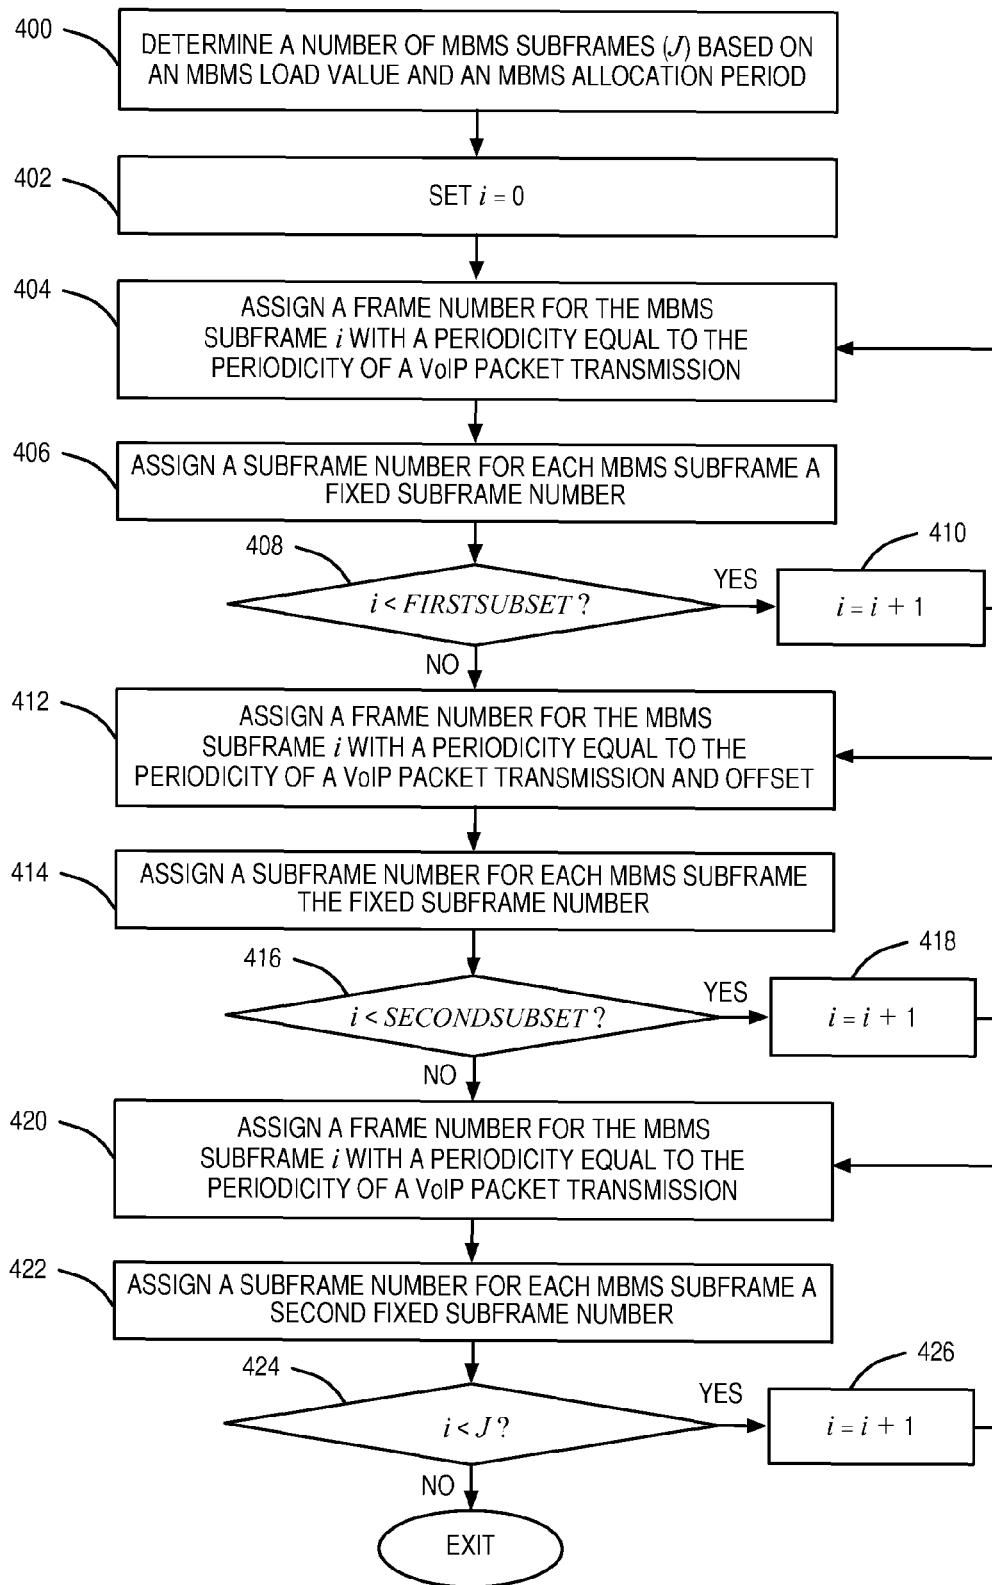 400
DETERMINE A NUMBER OF MBMS SUBFRAMES (J) BASED ON
AN MBMS LOAD VALUE AND AN MBMS ALLOCATION PERIOD
402
SET i = 0
404
ASSIGN A FRAME NUMBER FOR THE MBMS
SUBFRAME i WITH A PERIODICITY EQUAL TO THE
PERIODICITY OF A VoIP PACKET TRANSMISSION
406
ASSIGN A SUBFRAME NUMBER FOR EACH MBMS SUBFRAME A
FIXED SUBFRAME NUMBER
408
i < FIRSTSUBSET ?
YES
410
i = i + 1
NO
412
ASSIGN A FRAME NUMBER FOR THE MBMS
SUBFRAME i WITH A PERIODICITY EQUAL TO THE
PERIODICITY OF A VoIP PACKET TRANSMISSION AND OFFSET
414
ASSIGN A SUBFRAME NUMBER FOR EACH MBMS SUBFRAME
THE FIXED SUBFRAME NUMBER
416
i < SECONDSUBSET ?
YES
418
i = i + 1
NO
420
ASSIGN A FRAME NUMBER FOR THE MBMS
SUBFRAME i WITH A PERIODICITY EQUAL TO THE
PERIODICITY OF A VoIP PACKET TRANSMISSION
422
ASSIGN A SUBFRAME NUMBER FOR EACH MBMS SUBFRAME A
SECOND FIXED SUBFRAME NUMBER
424
i < J ?
YES
426
i = i + 1
NO
EXIT